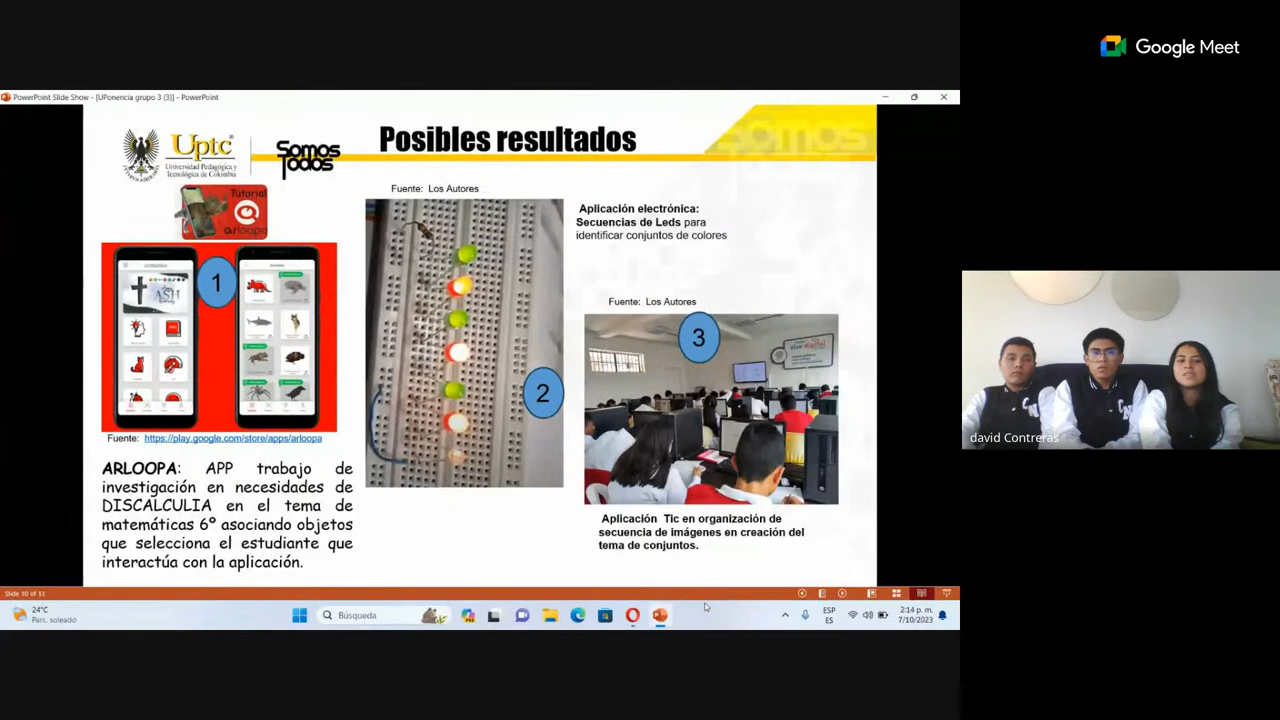 Google Meet
PowerPoint Slide Show - [UPonencia grupo 3 (3)] - PowerPoint
Uptc
Universidad Pedagógica y
Tecnológica de Colombia
Somos
Todos
Posibles resultados
somos
Tutorial
arloopa
1
Fuente: https://play.google.com/store/apps/arloopa
ARLOOPA: APP trabajo de
investigación en necesidades de
DISCALCULIA en el tema de
matemáticas 6º asociando objetos
que selecciona el estudiante que
interactúa con la aplicación.
Fuente: Los Autores
2
Aplicación electrónica:
Secuencias de Leds para
identificar conjuntos de colores
Fuente: Los Autores
3
vive digital
Aplicación Tic en organización de
secuencia de imágenes en creación del
tema de conjuntos.
david Contreras
Slide 10 of 13
24°C
Parc. soleado
Búsqueda
ESP
ES
2:14 p. m.
7/10/2023